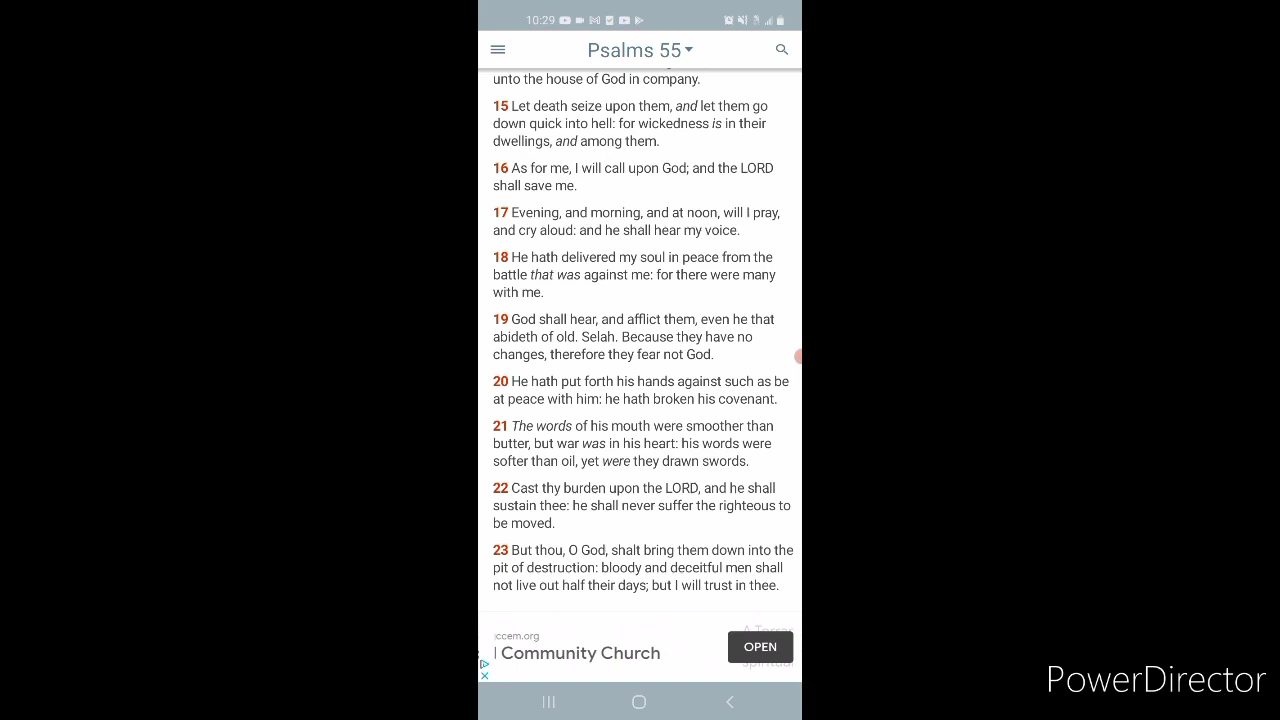 10:29
Psalms 55
unto the house of God in company.
15 Let death seize upon them, and let them go
down quick into hell: for wickedness is in their
dwellings, and among them.
16 As for me, I will call upon God; and the LORD
shall save me.
17 Evening, and morning, and at noon, will I pray,
and cry aloud: and he shall hear my voice.
18 He hath delivered my soul in peace from the
battle that was against me: for there were many
with me.
19 God shall hear, and afflict them, even he that
abideth of old. Selah. Because they have no
changes, therefore they fear not God.
20 He hath put forth his hands against such as be
at peace with him: he hath broken his covenant.
21 The words of his mouth were smoother than
butter, but war was in his heart: his words were
softer than oil, yet were they drawn swords.
22 Cast thy burden upon the LORD, and he shall
sustain thee: he shall never suffer the righteous to
be moved.
23 But thou, O God, shalt bring them down into the
pit of destruction: bloody and deceitful men shall
not live out half their days; but I will trust in thee.
ccem.org
Community Church
OPEN
PowerDirector